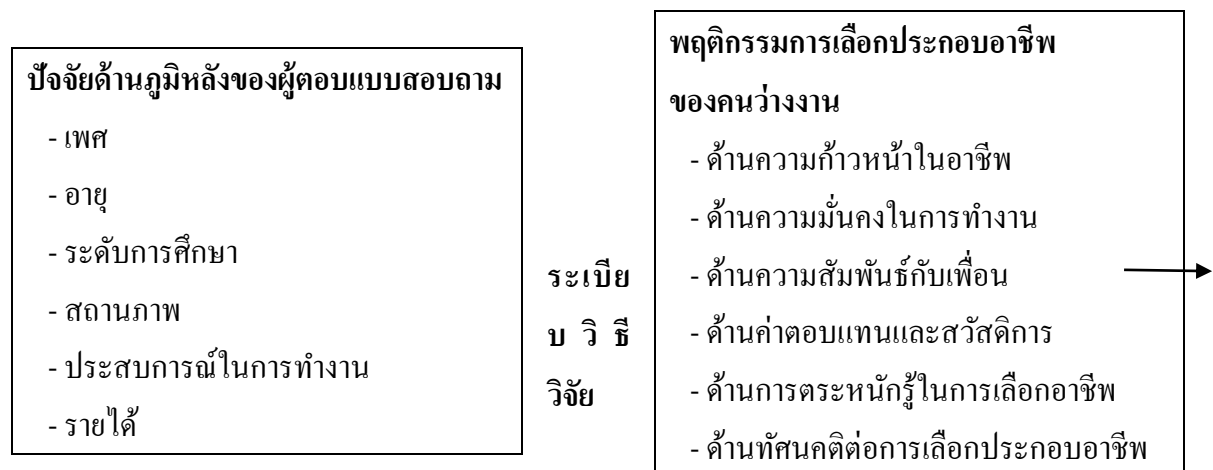 ปัจจัยด้านภูมิหลังของผู้ตอบแบบสอบถาม
- เพศ
- อายุ
- ระดับการศึกษา
- สถานภาพ
- ประสบการณ์ในการทำงาน
- รายได้
ระเบีย
บ วิ ธี
วิจัย
พฤติกรรมการเลือกประกอบอาชีพ
ของคนว่างงาน
- ด้านความก้าวหน้าในอาชีพ
- ด้านความมั่นคงในการทำงาน
- ด้านความสัมพันธ์กับเพื่อน
- ด้านค่าตอบแทนและสวัสดิการ
- ด้านการตระหนักรู้ในการเลือกอาชีพ
- ด้านทัศนคติต่อการเลือกประกอบอาชีพ